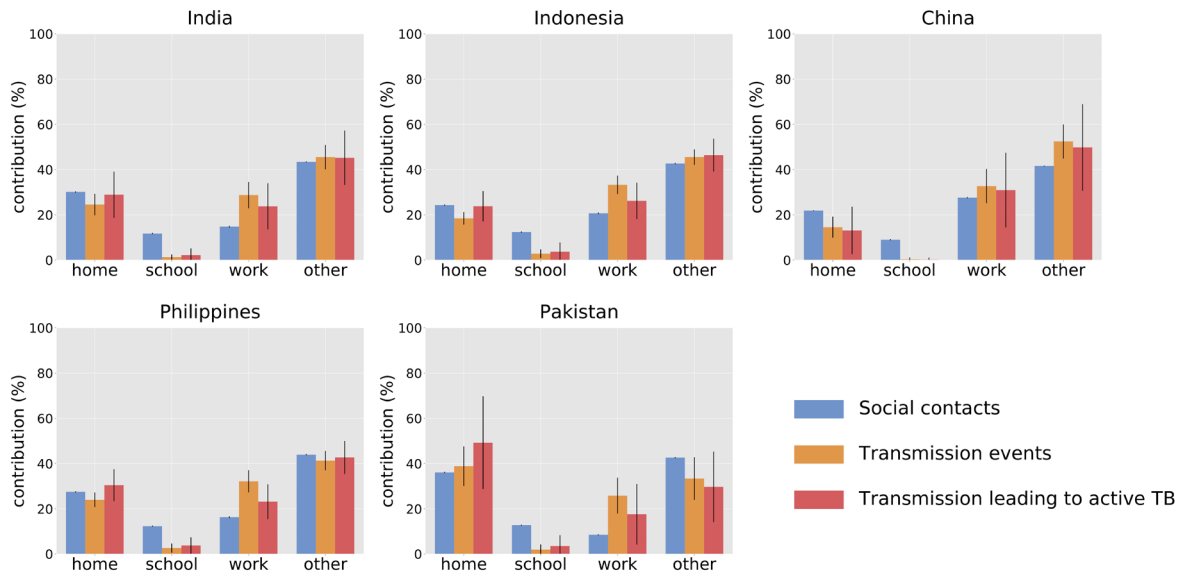 India
100
80
60
40
20
0
contribution (%)
home school work other
Indonesia
100
80
60
40
20
0
contribution (%)
home school work other
China
100
80
60
40
20
0
contribution (%)
home school work other
Philippines
100
80
60
40
20
0
contribution (%)
home school work other
Pakistan
100
80
60
40
20
0
contribution (%)
home school work other
Social contacts
Transmission events
Transmission leading to active TB